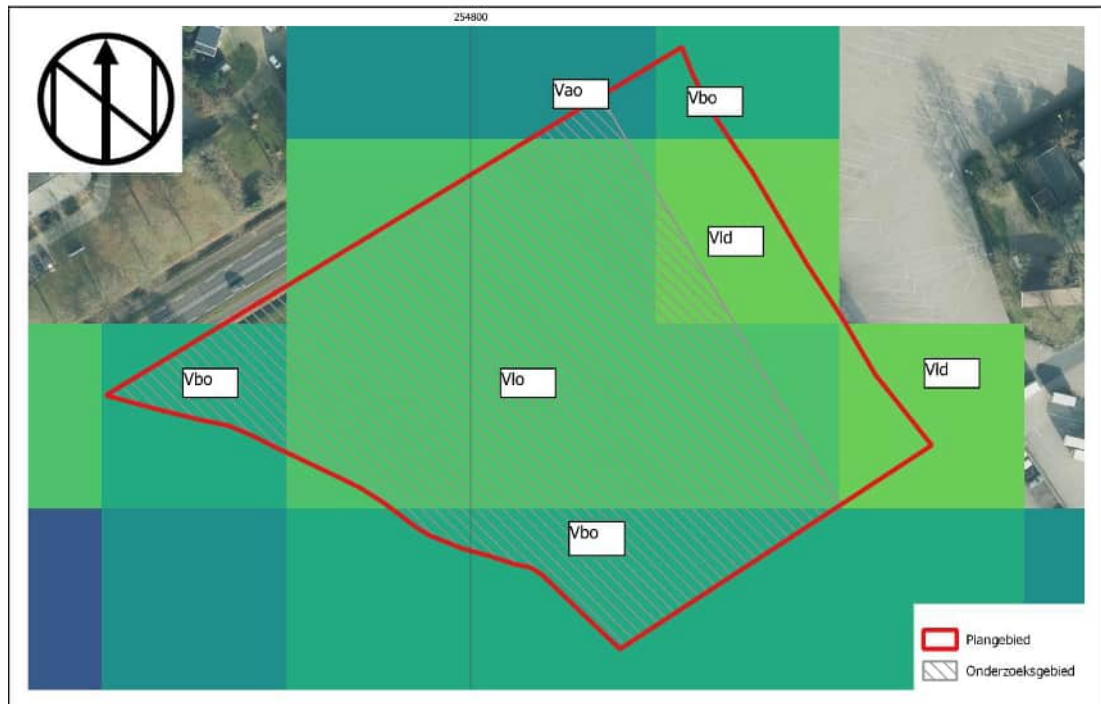 254800
Vao
Vbo
Vld
Vbo
Vlo
Vld
Vbo
Plangebied
Onderzoeksgebied